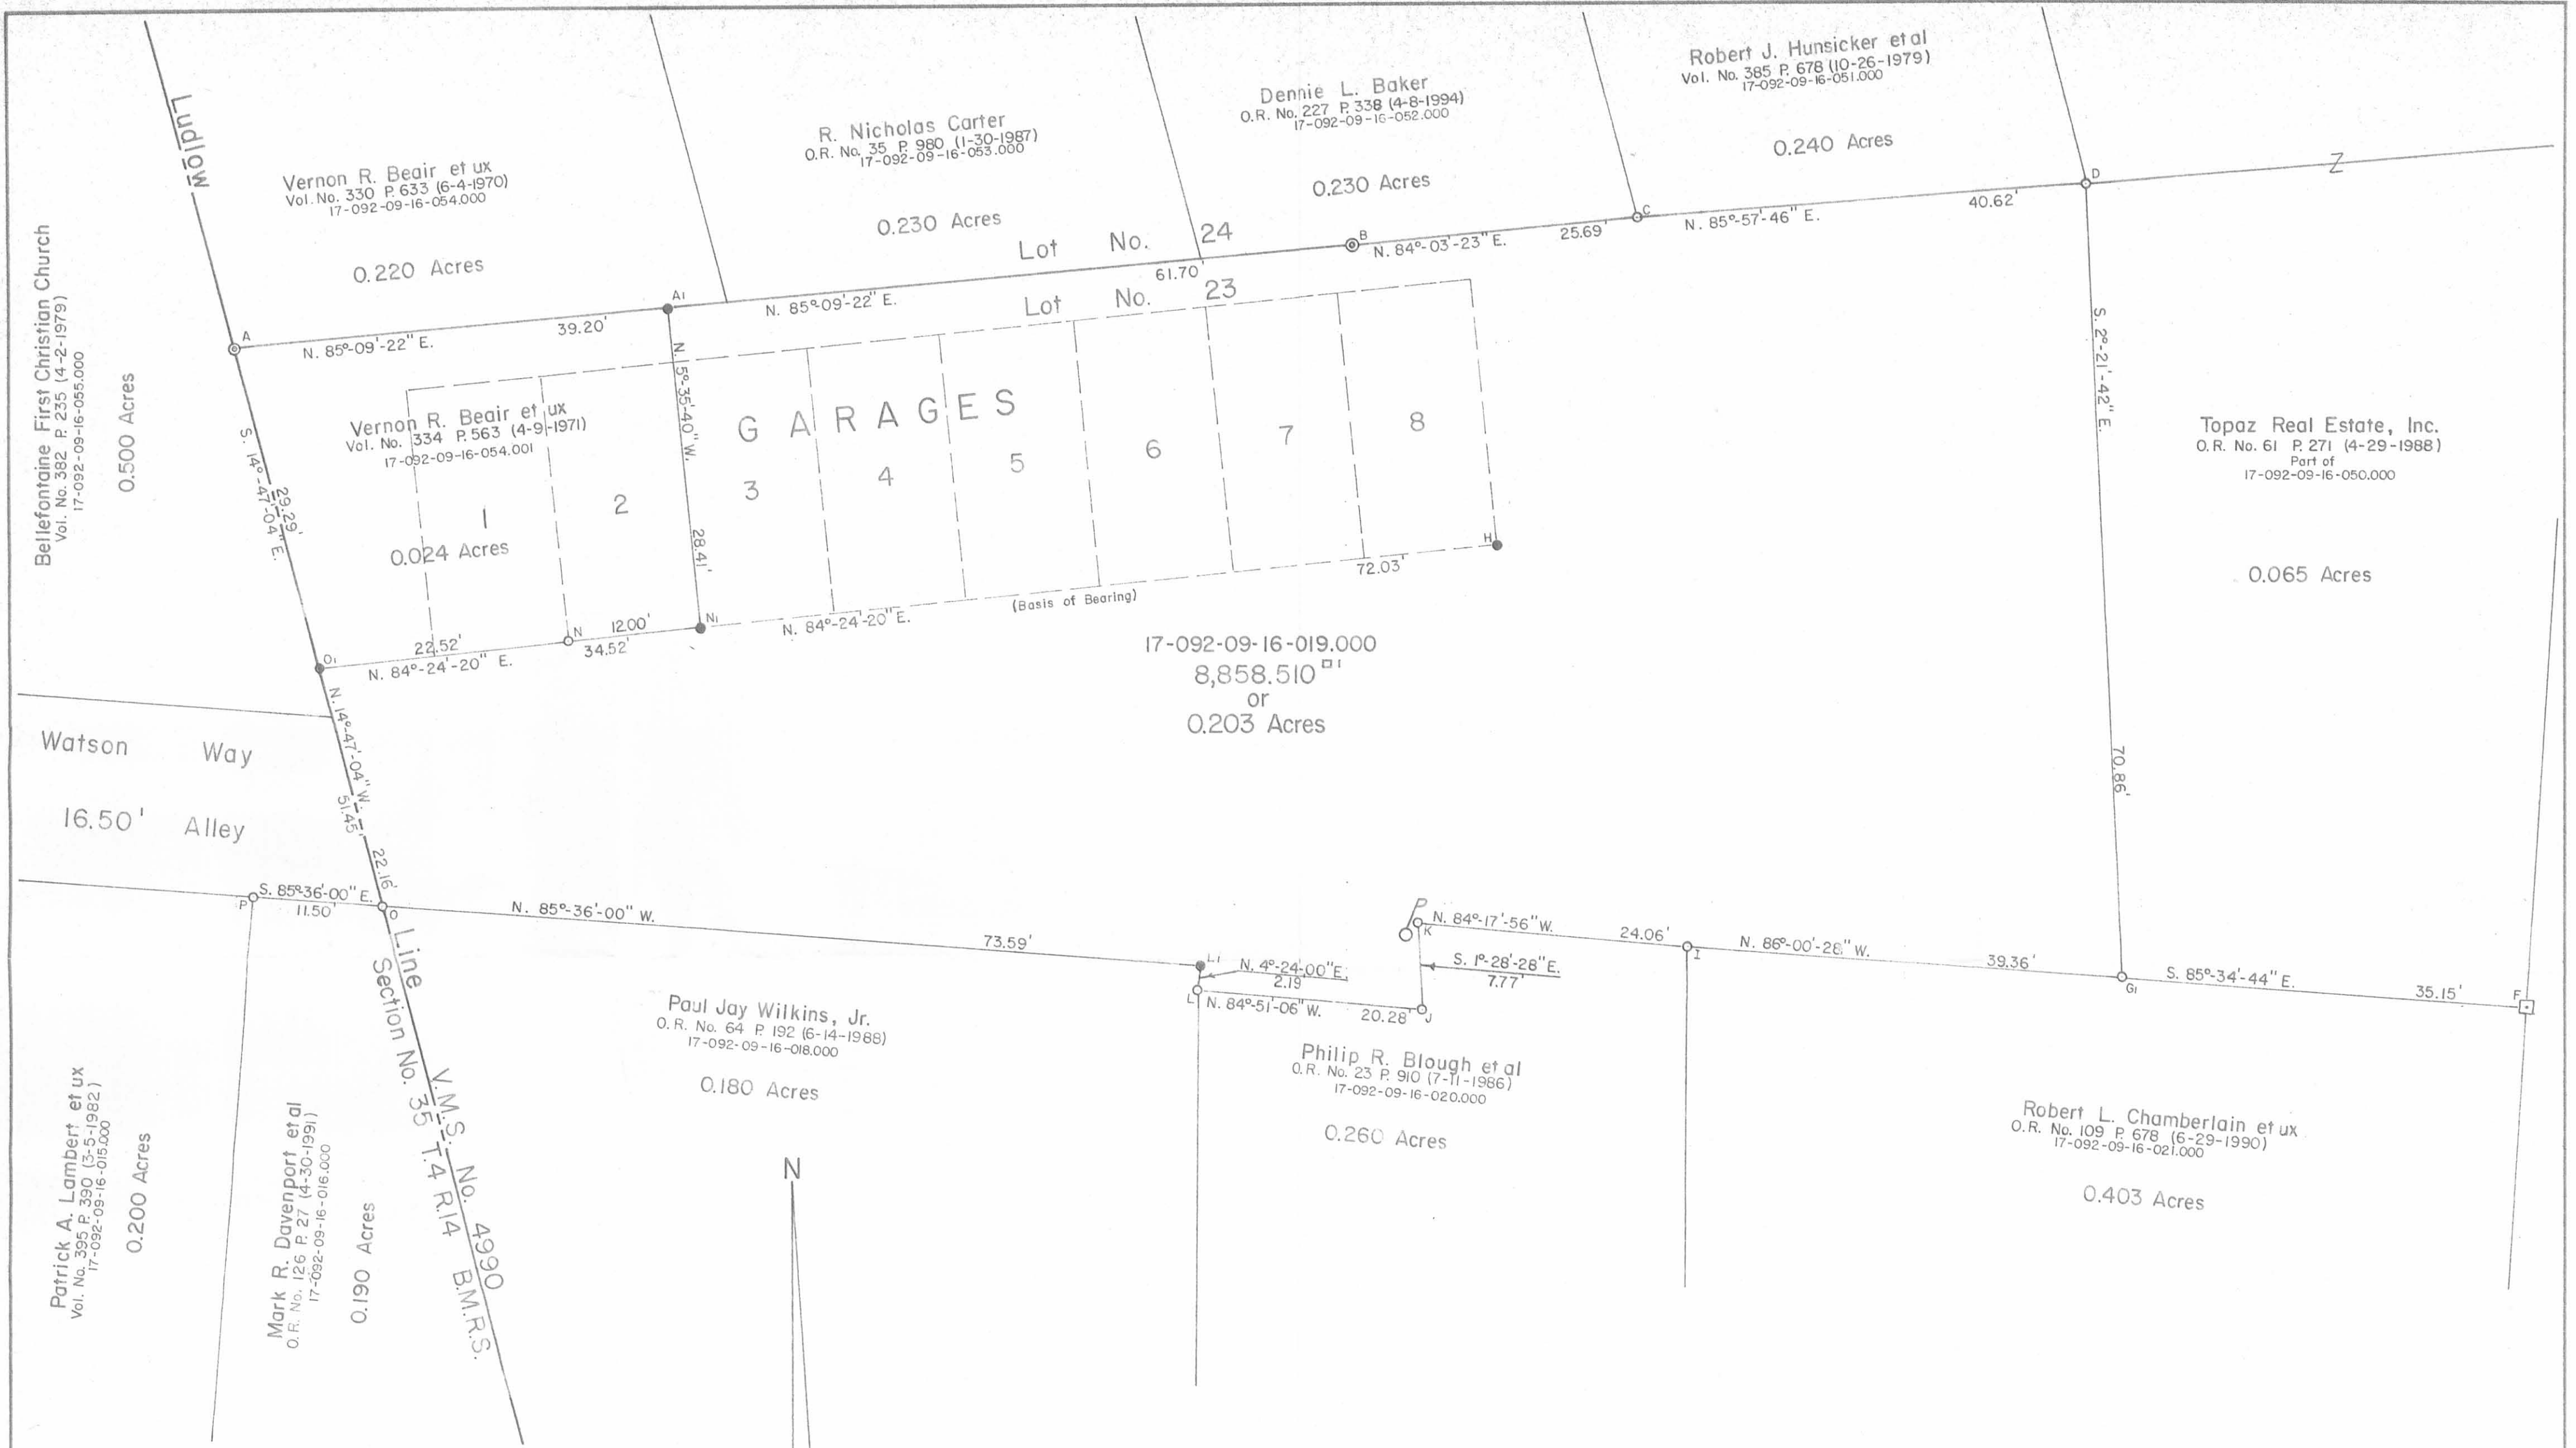 Ludlow
Vernon R. Beair et ux
Vol. No. 330 P. 633 (6-4-1970)
17-092-09-16-054.000
0.220 Acres
R. Nicholas Carter
O.R. No. 35 P. 980 (1-30-1987)
17-092-09-16-053.000
0.230 Acres
Dennie L. Baker
O.R. No. 227 P. 338 (4-8-1994)
17-092-09-16-052.000
0.230 Acres
Robert J. Hunsicker et al
Vol. No. 385 P. 678 (10-26-1979)
17-092-09-16-051.000
0.240 Acres
Lot No. 24
Lot No. 23
A
N. 85°-09'-22" E.
39.20'
A1
N. 85°-09'-22" E.
61.70'
B
N. 84°-03'-23" E.
25.69'
C
N. 85°-57'-46" E.
40.62'
D
Z
Bellefontaine First Christian Church
Vol. No. 382 P. 235 (4-2-1979)
17-092-09-16-055.000
0.500 Acres
S. 14°-47'-04" E.
29.29'
Vernon R. Beair et ux
Vol. No. 334 P. 563 (4-9-1971)
17-092-09-16-054.001
0.024 Acres
N. 5°-35'-40" W.
28.41'
GARAGES
1
2
3
4
5
6
7
8
H
72.03'
(Basis of Bearing)
N. 84°-24'-20" E.
N1
12.00'
N
22.52'
34.52'
N. 84°-24'-20" E.
O1
S. 2°-21'-42" E.
70.86'
Topaz Real Estate, Inc.
O.R. No. 61 P. 271 (4-29-1988)
Part of
17-092-09-16-050.000
0.065 Acres
17-092-09-16-019.000
8,858.510□'
or
0.203 Acres
Watson Way
16.50' Alley
N. 14°-47'-04" W.
51.45'
22.16'
S. 85°-36'-00" E.
P
11.50'
O
N. 85°-36'-00" W.
73.59'
L1
N. 4°-24'-00" E.
2.19'
L
N. 84°-51'-06" W.
20.28'
J
S. 1°-28'-28" E.
7.77'
P
K
N. 84°-17'-56" W.
24.06'
I
N. 86°-00'-28" W.
39.36'
G1
S. 85°-34'-44" E.
35.15'
F
Line
Section No. 35 T.4 R.14 B.M.R.S.
V.M.S. No. 4990
Paul Jay Wilkins, Jr.
O.R. No. 64 P. 192 (6-14-1988)
17-092-09-16-018.000
0.180 Acres
Philip R. Blough et al
O.R. No. 23 P. 910 (7-11-1986)
17-092-09-16-020.000
0.260 Acres
Robert L. Chamberlain et ux
O.R. No. 109 P. 678 (6-29-1990)
17-092-09-16-021.000
0.403 Acres
Patrick A. Lambert et ux
Vol. No. 395 P. 390 (3-5-1982)
17-092-09-16-015.000
0.200 Acres
Mark R. Davenport et al
O.R. No. 126 P. 27 (4-30-1991)
17-092-09-16-016.000
0.190 Acres
N